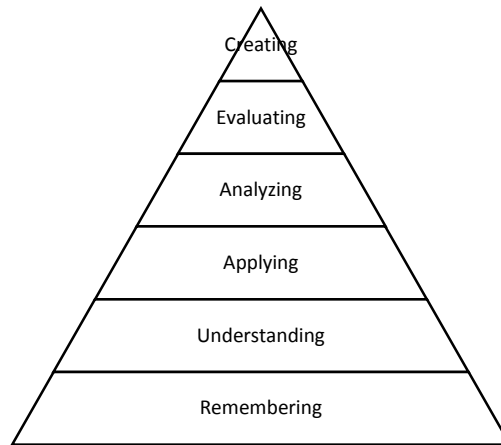 Creating
Evaluating
Analyzing
Applying
Understanding
Remembering